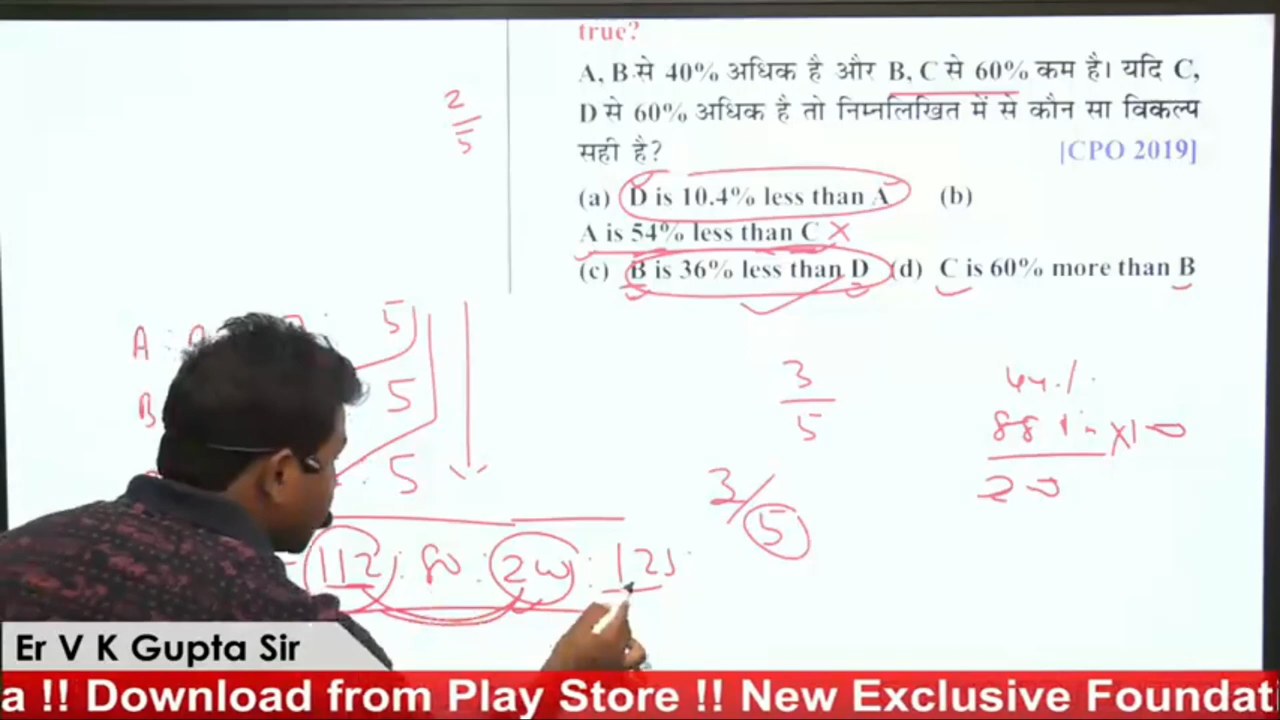 true?
A, B से 40% अधिक है और B, C से 60% कम है। यदि C,
D से 60% अधिक है तो निम्नलिखित में से कौन सा विकल्प
सही है? [CPO 2019]
(a) D is 10.4% less than A (b)
A is 54% less than C ×
(c) B is 36% less than D (d) C is 60% more than B
2
5
A : 5
B 5
5
3
5
3/5
44%
88 ×100
200
112 : 80 : 200 : 125
Er V K Gupta Sir
a !! Download from Play Store !! New Exclusive Foundat